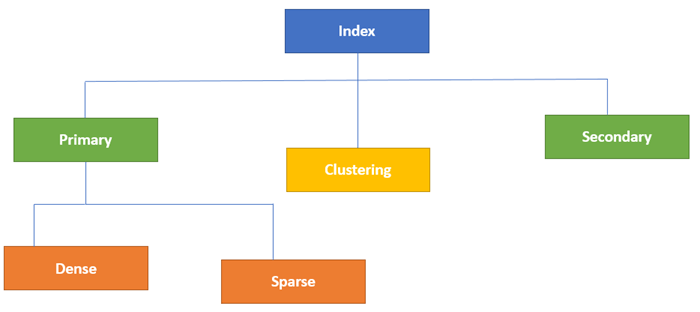 Index
Primary
Clustering
Secondary
Dense
Sparse